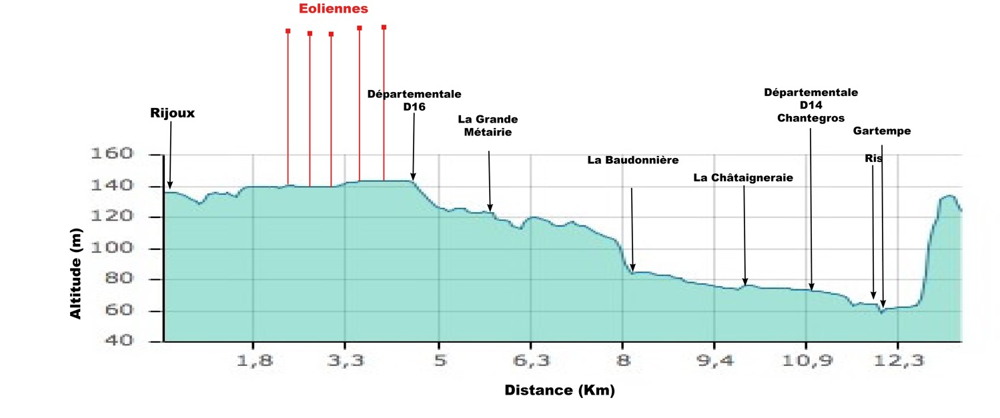 Eoliennes
Départementale
D16
Rijoux
La Grande
Métairie
Départementale
D14
Chantegros
Gartempe
Ris
La Baudonnière
La Châtaigneraie
160
140
120
100
80
60
40
Altitude (m)
1,8
3,3
5
6,3
8
9,4
10,9
12,3
Distance (Km)